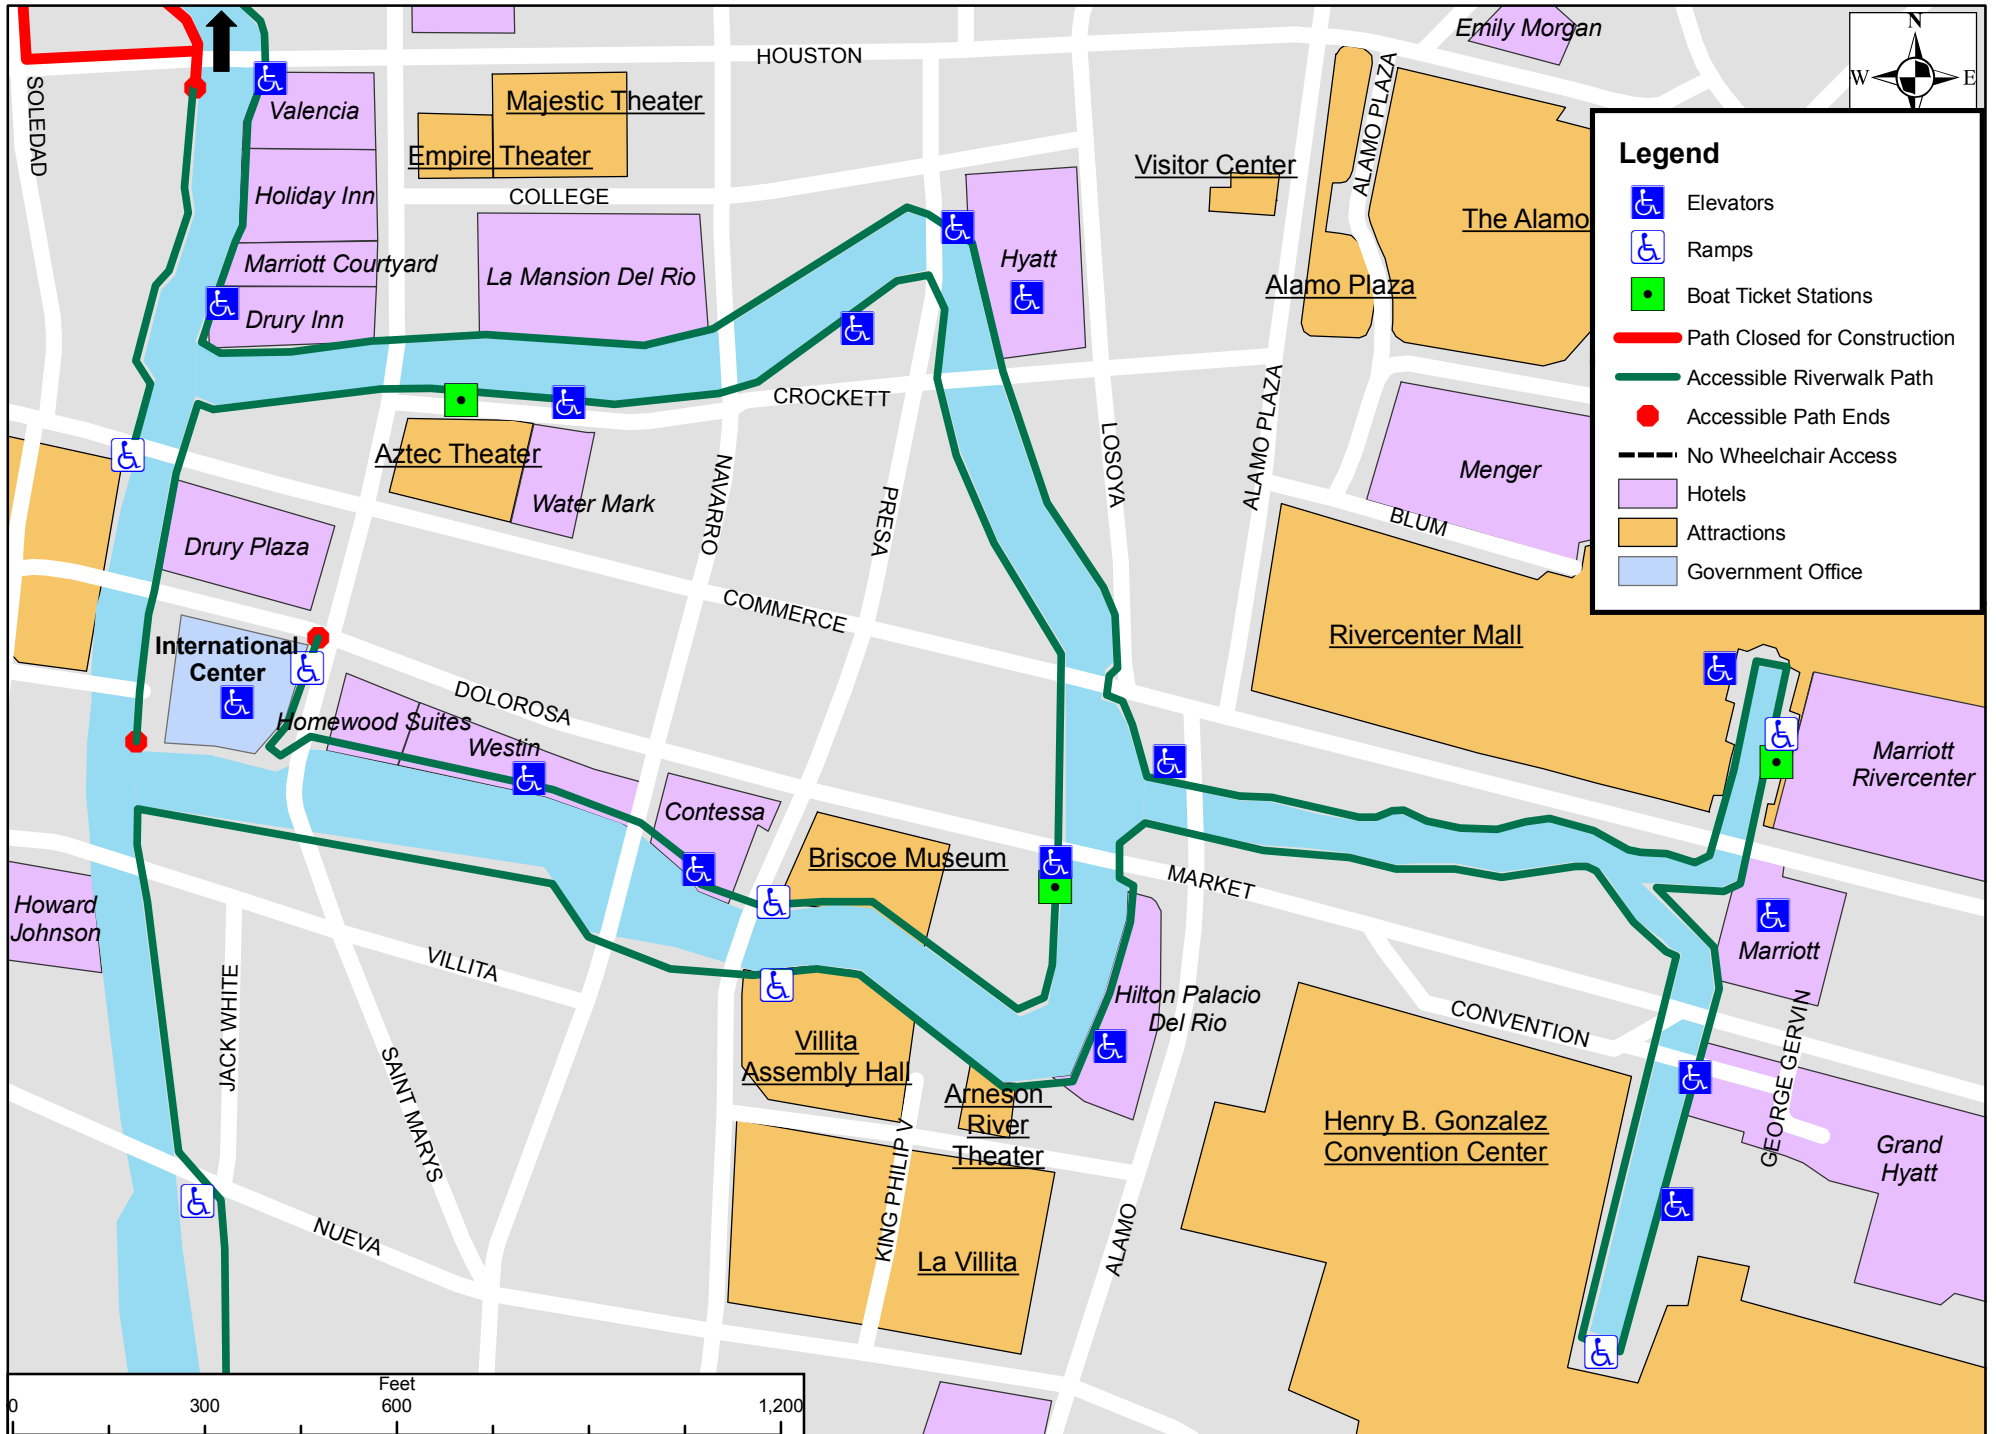 HOUSTON
Emily Morgan
N
W
E
SOLEDAD
Valencia
Majestic Theater
Empire Theater
COLLEGE
Holiday Inn
Marriott Courtyard
Drury Inn
La Mansion Del Rio
Hyatt
Visitor Center
ALAMO PLAZA
The Alamo
Alamo Plaza
Legend
Elevators
Ramps
Boat Ticket Stations
Path Closed for Construction
Accessible Riverwalk Path
Accessible Path Ends
No Wheelchair Access
Hotels
Attractions
Government Office
CROCKETT
Aztec Theater
Water Mark
NAVARRO
PRESA
LOSOYA
ALAMO PLAZA
Menger
BLUM
Drury Plaza
COMMERCE
Rivercenter Mall
International
Center
DOLOROSA
Homewood Suites
Westin
Contessa
Briscoe Museum
MARKET
Marriott
Rivercenter
Howard
Johnson
VILLITA
JACK WHITE
SAINT MARYS
Villita
Assembly Hall
Hilton Palacio
Del Rio
Marriott
CONVENTION
GEORGE GERVIN
Arneson
River
Theater
Henry B. Gonzalez
Convention Center
Grand
Hyatt
NUEVA
KING PHILIP V
La Villita
ALAMO
Feet
0
300
600
1,200